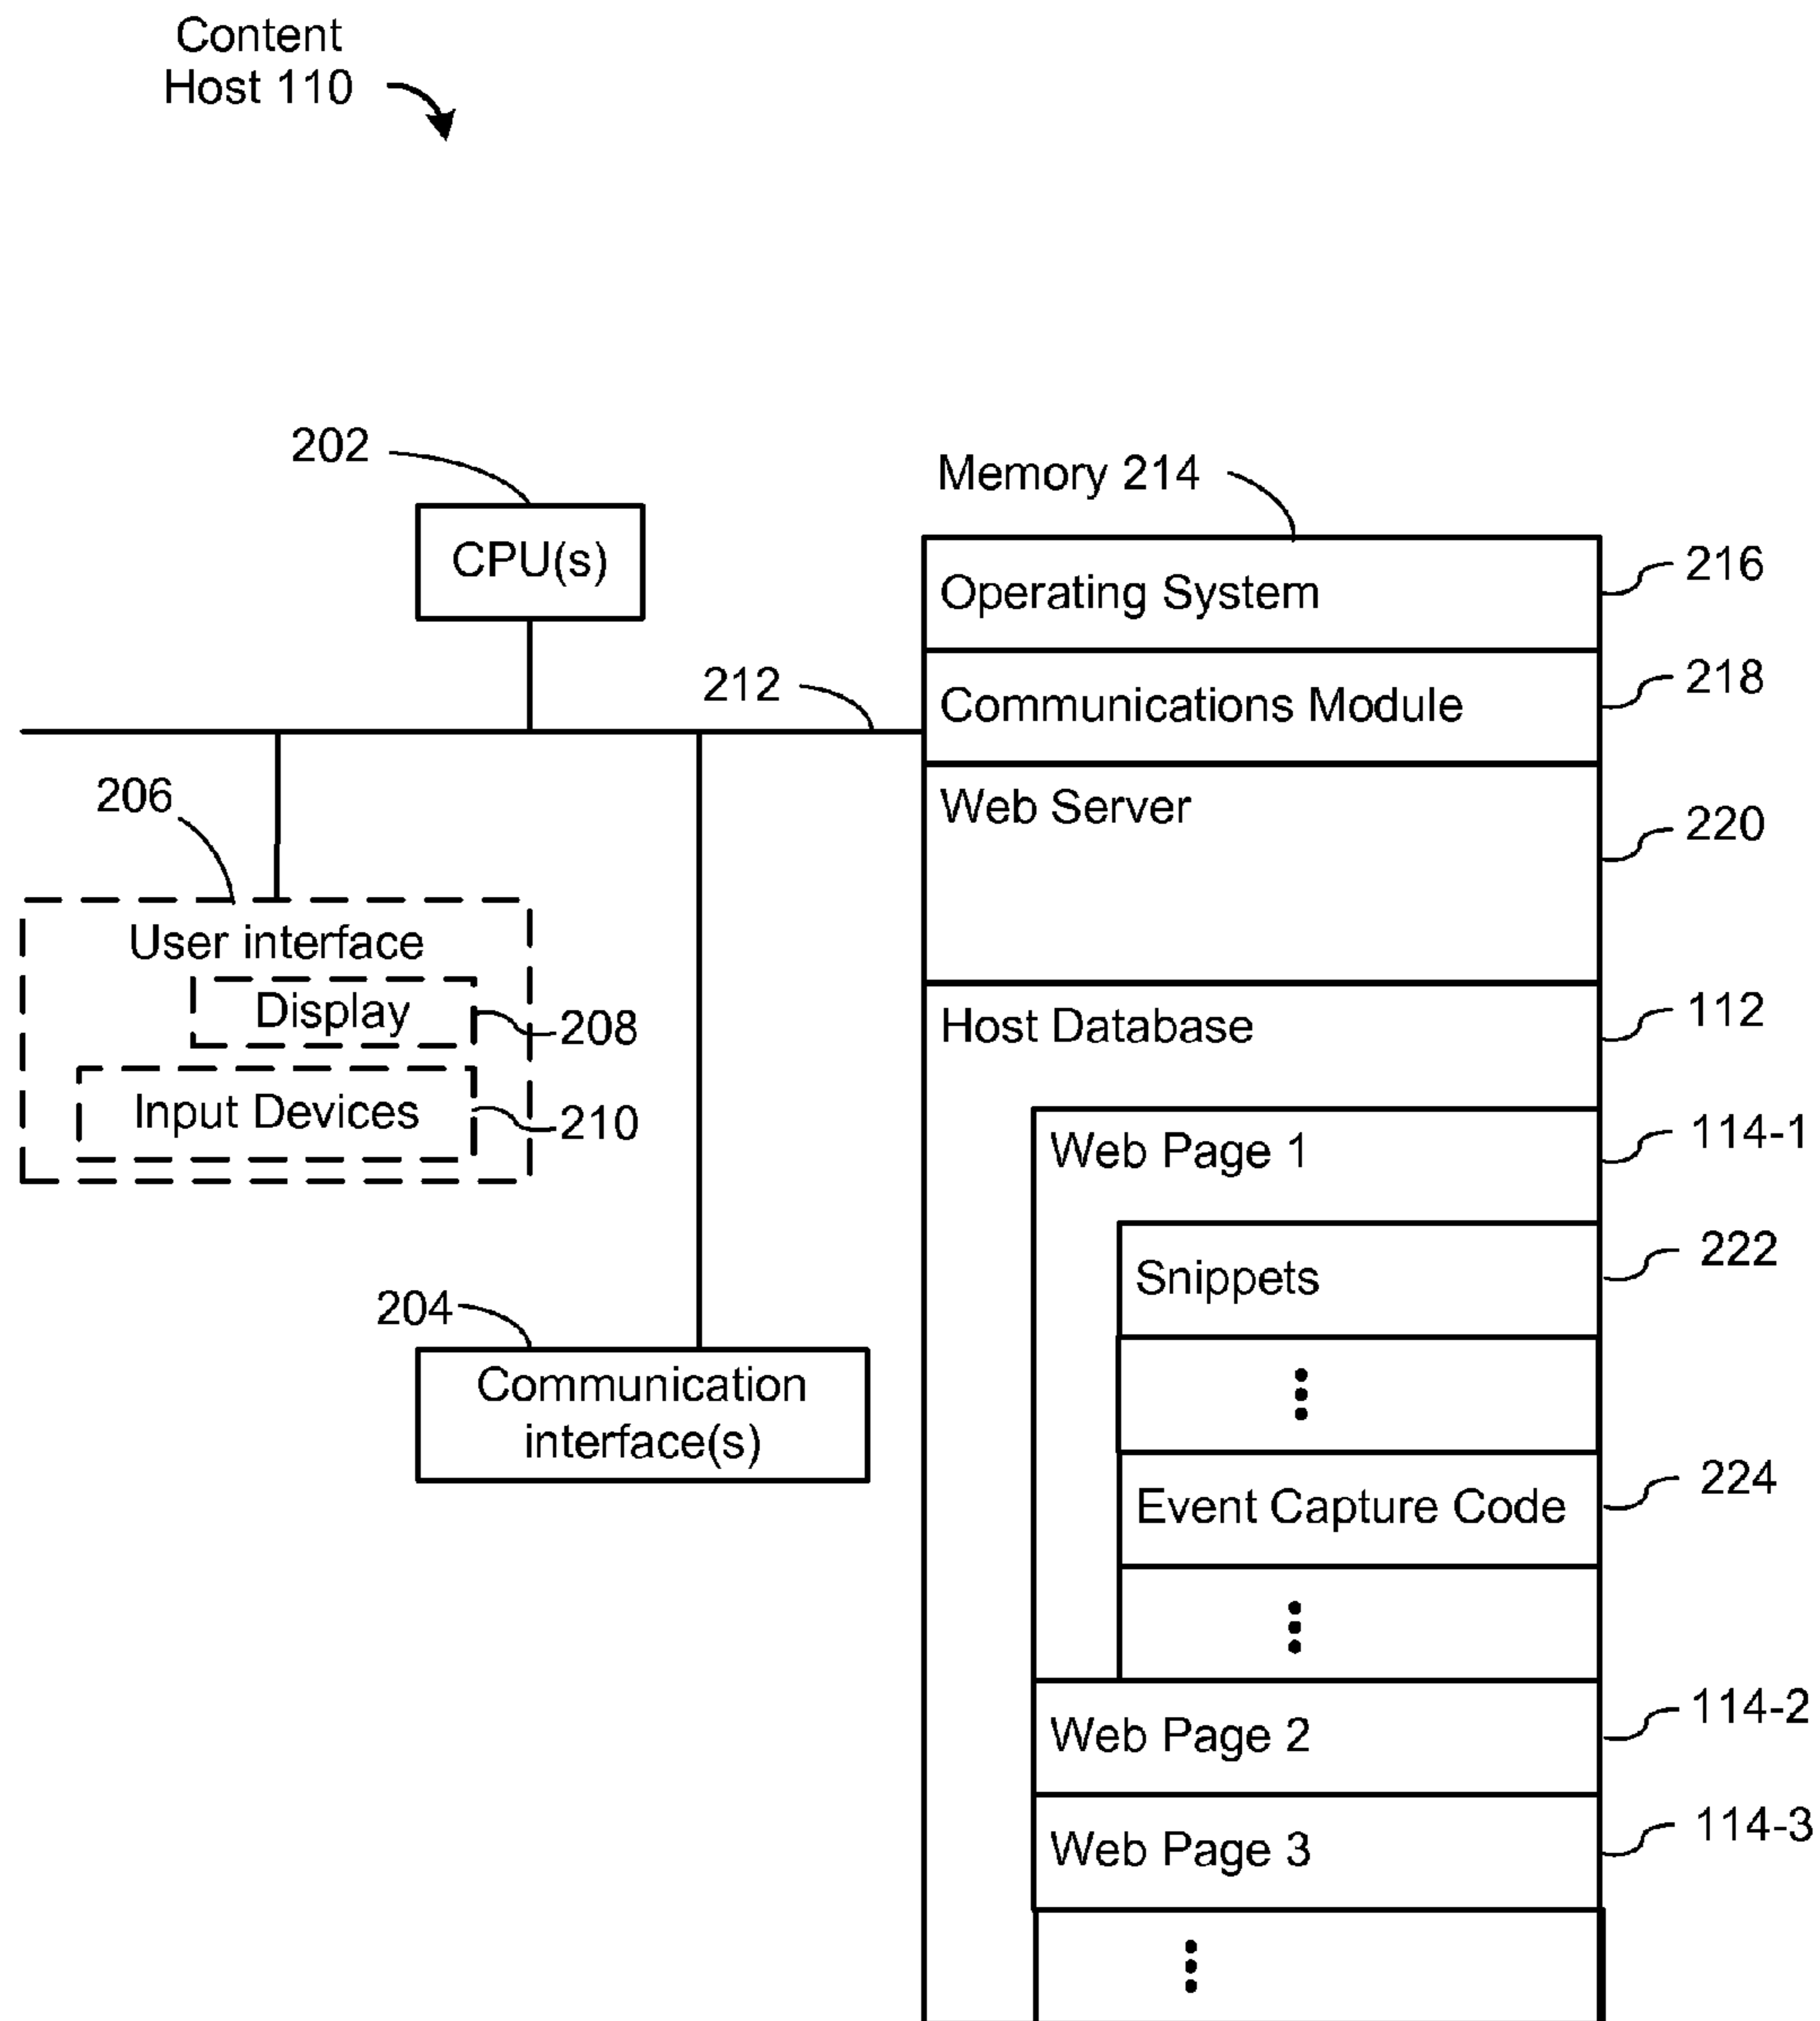 Content
Host 110
202
CPU(s)
212
206
User interface
Display
208
Input Devices
210
204
Communication
interface(s)
Memory 214
Operating System
216
Communications Module
218
Web Server
220
Host Database
112
Web Page 1
114-1
Snippets
222
Event Capture Code
224
Web Page 2
114-2
Web Page 3
114-3